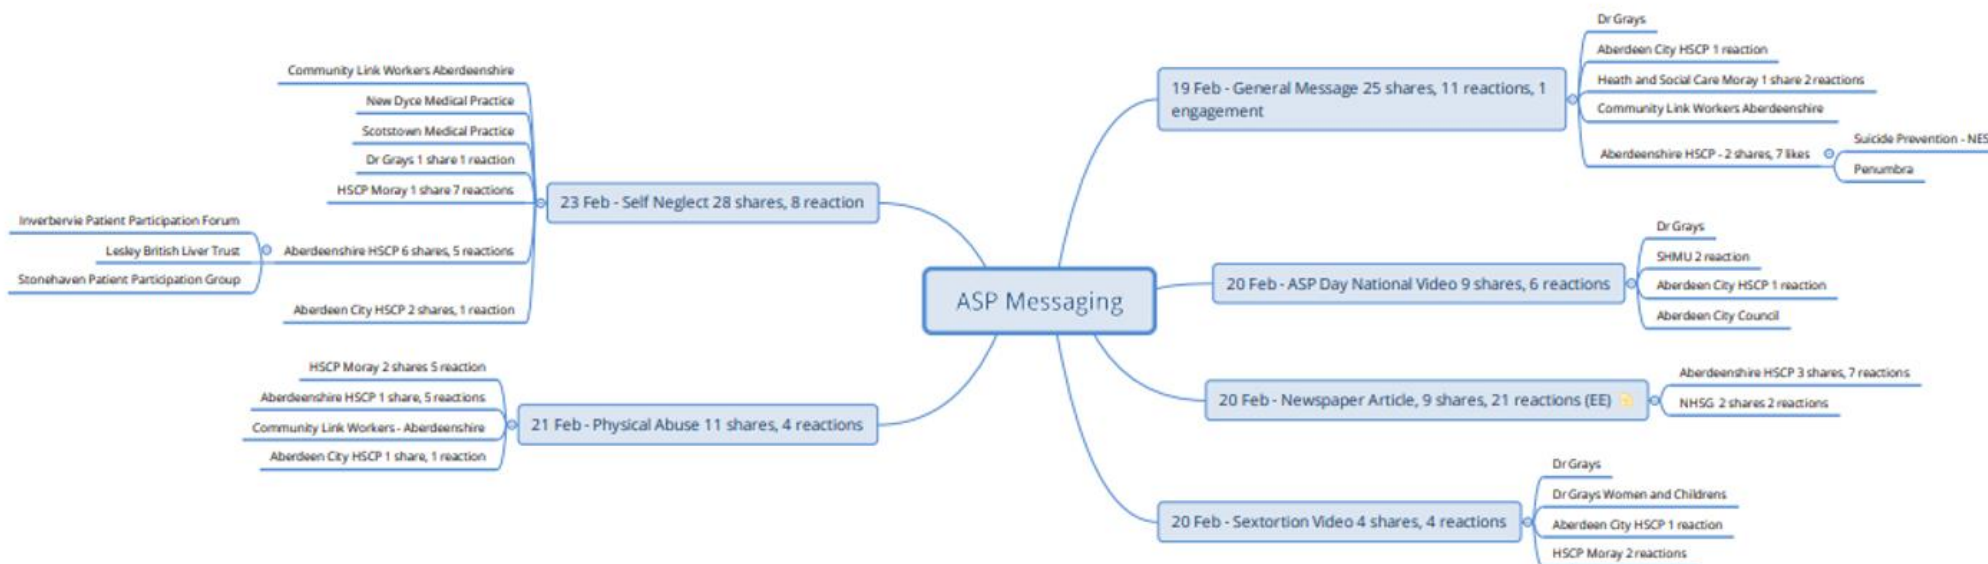 ASP Messaging
19 Feb - General Message 25 shares, 11 reactions, 1
engagement
Dr Grays
Aberdeen City HSCP 1 reaction
Heath and Social Care Moray 1 share 2 reactions
Community Link Workers Aberdeenshire
Aberdeenshire HSCP - 2 shares, 7 likes
Suicide Prevention - NES
Penumbra
20 Feb - ASP Day National Video 9 shares, 6 reactions
Dr Grays
SHMU 2 reaction
Aberdeen City HSCP 1 reaction
Aberdeen City Council
20 Feb - Newspaper Article, 9 shares, 21 reactions (EE)
Aberdeenshire HSCP 3 shares, 7 reactions
NHSG 2 shares 2 reactions
20 Feb - Sextortion Video 4 shares, 4 reactions
Dr Grays
Dr Grays Women and Childrens
Aberdeen City HSCP 1 reaction
HSCP Moray 2 reactions
21 Feb - Physical Abuse 11 shares, 4 reactions
HSCP Moray 2 shares 5 reaction
Aberdeenshire HSCP 1 share, 5 reactions
Community Link Workers - Aberdeenshire
Aberdeen City HSCP 1 share, 1 reaction
23 Feb - Self Neglect 28 shares, 8 reaction
Community Link Workers Aberdeenshire
New Dyce Medical Practice
Scotstown Medical Practice
Dr Grays 1 share 1 reaction
HSCP Moray 1 share 7 reactions
Aberdeenshire HSCP 6 shares, 5 reactions
Inverbervie Patient Participation Forum
Lesley British Liver Trust
Stonehaven Patient Participation Group
Aberdeen City HSCP 2 shares, 1 reaction